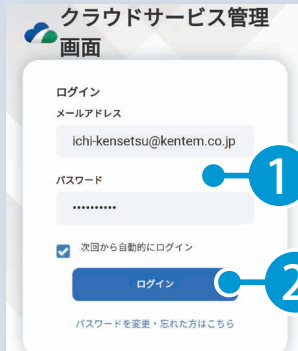 クラウドサービス管理
画面
ログイン
メールアドレス
ichi-kensetsu@kentem.co.jp
1
パスワード
••••••••••
次回から自動的にログイン
ログイン
2
パスワードを変更・忘れた方はこちら